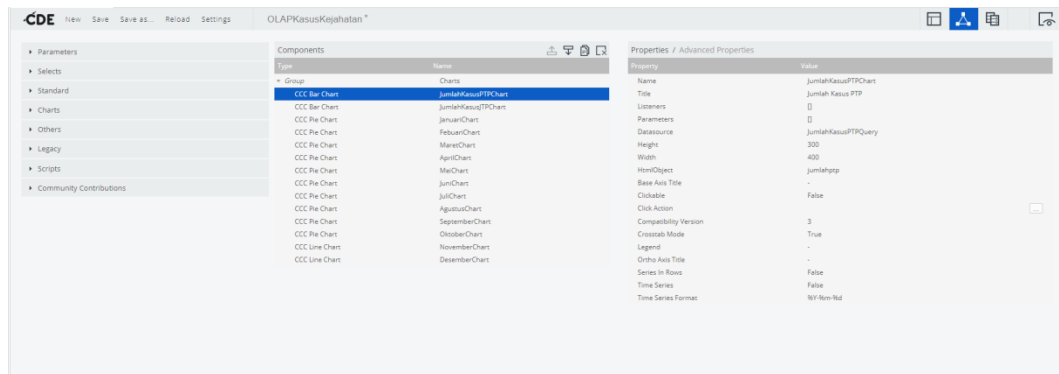 CDE New Save Save as... Reload Settings OLAPKasusKejahatan*
Parameters
Selects
Standard
Charts
Others
Legacy
Scripts
Community Contributions
Components
Type Name
Group Charts
CCC Bar Chart JumlahKasusPTPChart
CCC Bar Chart JumlahKasusJTPChart
CCC Pie Chart JanuariChart
CCC Pie Chart FebuariChart
CCC Pie Chart MaretChart
CCC Pie Chart AprilChart
CCC Pie Chart MeiChart
CCC Pie Chart JuniChart
CCC Pie Chart JuliChart
CCC Pie Chart AgustusChart
CCC Pie Chart SeptemberChart
CCC Pie Chart OktoberChart
CCC Line Chart NovemberChart
CCC Line Chart DesemberChart
Properties / Advanced Properties
Property Value
Name JumlahKasusPTPChart
Title Jumlah Kasus PTP
Listeners []
Parameters []
Datasource JumlahKasusPTPQuery
Height 300
Width 400
HtmlObject jumlahptp
Base Axis Title -
Clickable False
Click Action ...
Compatibility Version 3
Crosstab Mode True
Legend -
Ortho Axis Title -
Series In Rows False
Time Series False
Time Series Format %Y-%m-%d